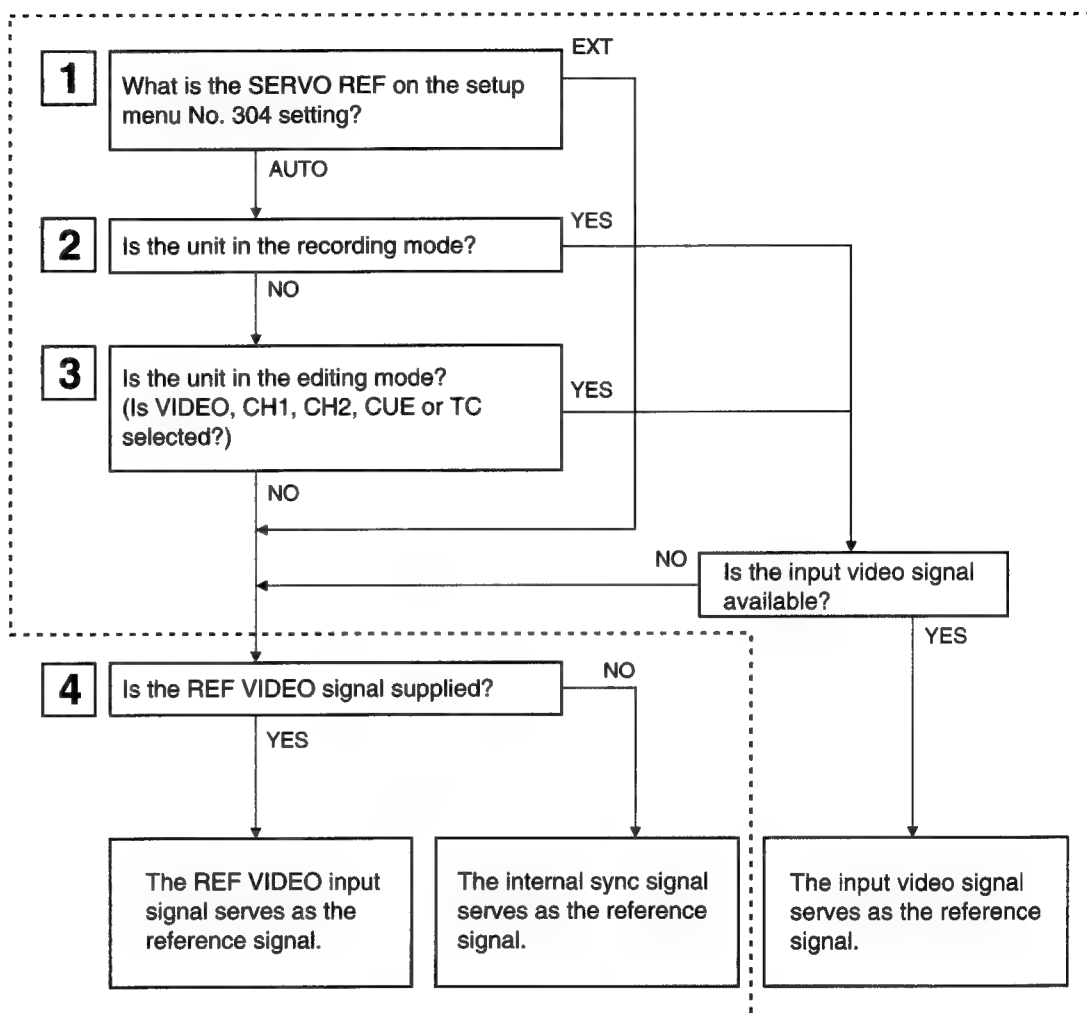 EXT
1
What is the SERVO REF on the setup
menu No. 304 setting?
AUTO
2
Is the unit in the recording mode?
YES
NO
3
Is the unit in the editing mode?
(Is VIDEO, CH1, CH2, CUE or TC
selected?)
YES
NO
NO
Is the input video signal
available?
YES
4
Is the REF VIDEO signal supplied?
NO
YES
The REF VIDEO input
signal serves as the
reference signal.
The internal sync signal
serves as the reference
signal.
The input video signal
serves as the reference
signal.